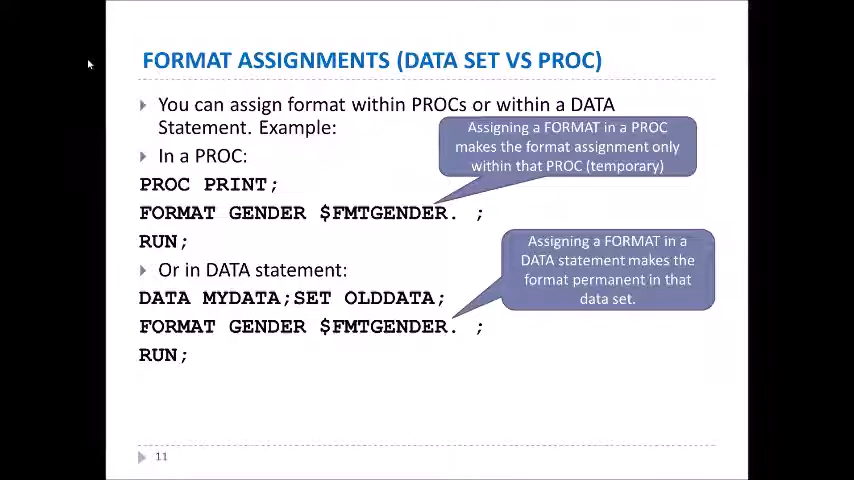 FORMAT ASSIGNMENTS (DATA SET VS PROC)
You can assign format within PROCs or within a DATA
Statement. Example:
Assigning a FORMAT in a PROC
makes the format assignment only
within that PROC (temporary)
In a PROC:
PROC PRINT;
FORMAT GENDER $FMTGENDER. ;
RUN;
Assigning a FORMAT in a
DATA statement makes the
format permanent in that
data set.
Or in DATA statement:
DATA MYDATA;SET OLDDATA;
FORMAT GENDER $FMTGENDER. ;
RUN;
11